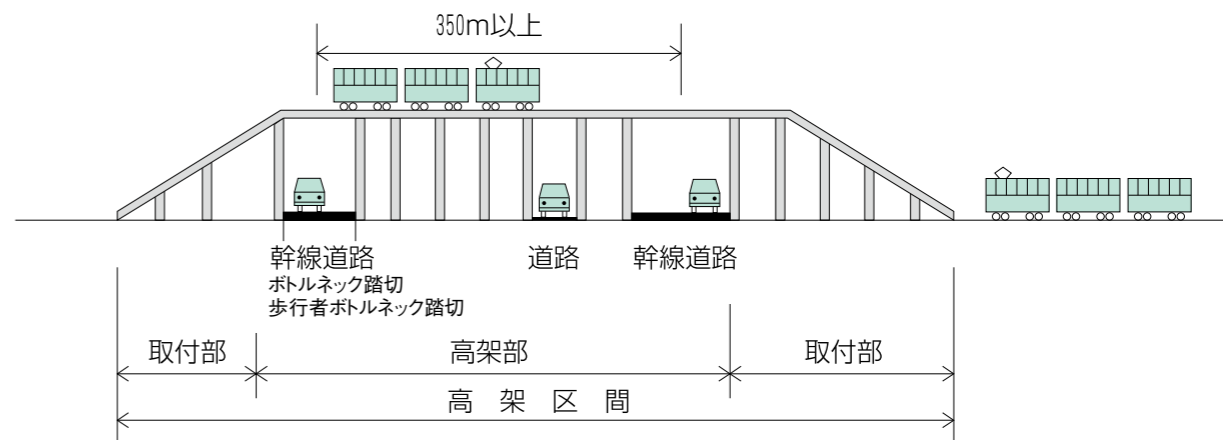 350m以上
幹線道路
ボトルネック踏切
歩行者ボトルネック踏切
道路
幹線道路
取付部
高架部
取付部
高架区間